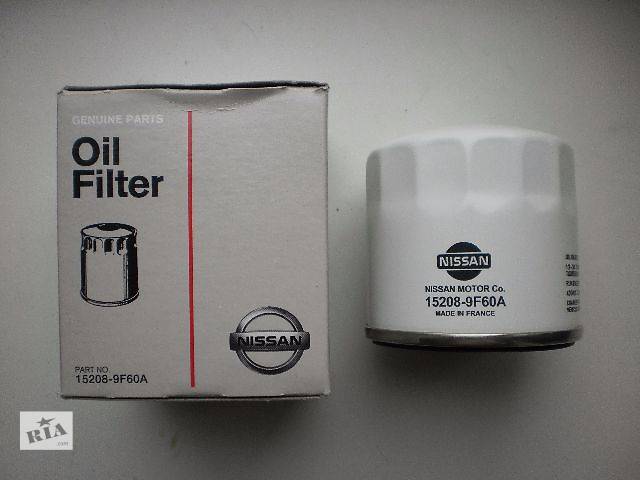 GENUINE PARTS
Oil
Filter
NISSAN
PART NO.
15208-9F60A
NISSAN
NISSAN MOTOR Co.
15208-9F60A
MADE IN FRANCE
RIA
.com